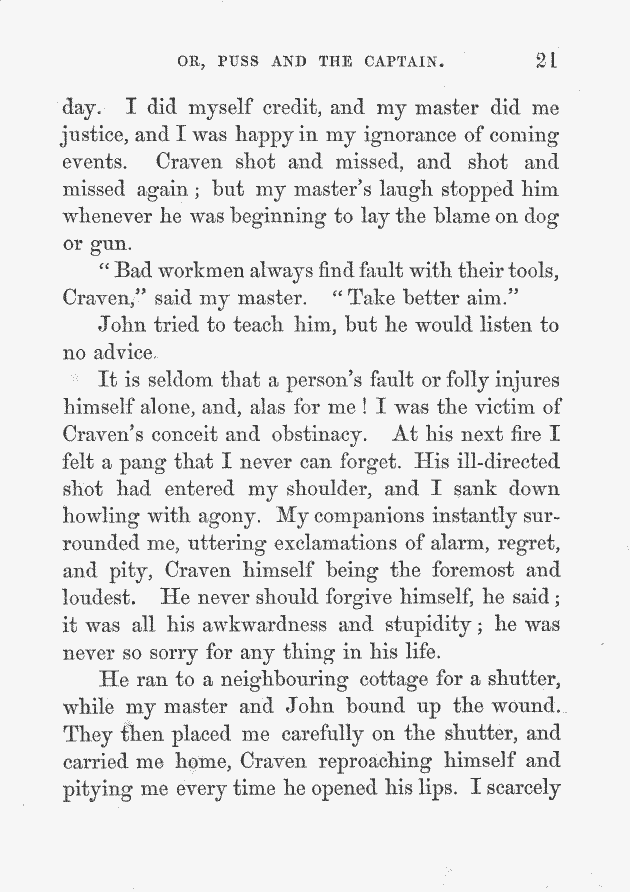 OR, PUSS AND THE CAPTAIN. 21
day. I did myself credit, and my master did me
justice, and I was happy in my ignorance of coming
events. Craven shot and missed, and shot and
missed again ; but my master's laugh stopped him
whenever he was beginning to lay the blame on dog
or gun.
“ Bad workmen always find fault with their tools,
Craven,” said my master. “ Take better aim.”
John tried to teach him, but he would listen to
no advice.
It is seldom that a person's fault or folly injures
himself alone, and, alas for me ! I was the victim of
Craven's conceit and obstinacy. At his next fire I
felt a pang that I never can forget. His ill-directed
shot had entered my shoulder, and I sank down
howling with agony. My companions instantly sur-
rounded me, uttering exclamations of alarm, regret,
and pity, Craven himself being the foremost and
loudest. He never should forgive himself, he said ;
it was all his awkwardness and stupidity ; he was
never so sorry for any thing in his life.
He ran to a neighbouring cottage for a shutter,
while my master and John bound up the wound.
They then placed me carefully on the shutter, and
carried me home, Craven reproaching himself and
pitying me every time he opened his lips. I scarcely